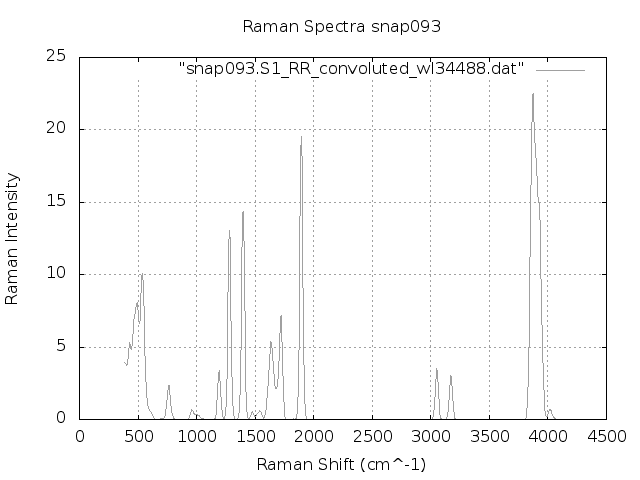 Raman Spectra snap093
"snap093.S1_RR_convoluted_wl34488.dat"
Raman Intensity
25
20
15
10
5
0
0 500 1000 1500 2000 2500 3000 3500 4000 4500
Raman Shift (cm^-1)